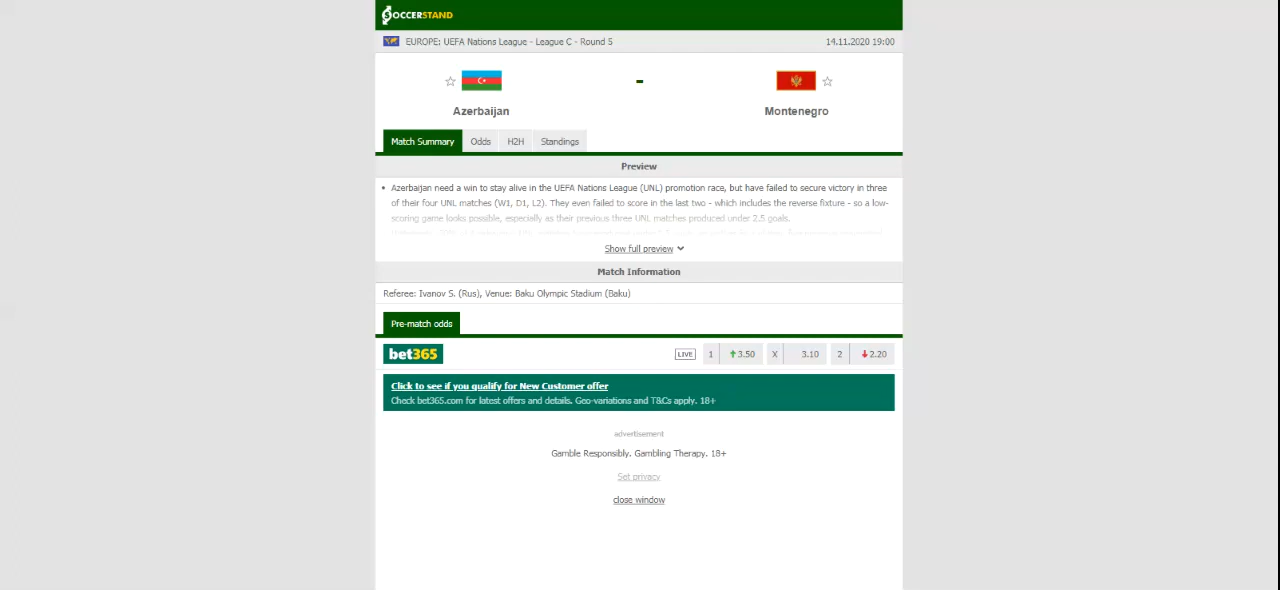 SOCCERSTAND
EUROPE: UEFA Nations League - League C - Round 5
14.11.2020 19:00
-
Azerbaijan
Montenegro
Match Summary
Odds
H2H
Standings
Preview
• Azerbaijan need a win to stay alive in the UEFA Nations League (UNL) promotion race, but have failed to secure victory in three
of their four UNL matches (W1, D1, L2). They even failed to score in the last two - which includes the reverse fixture - so a low-
scoring game looks possible, especially as their previous three UNL matches produced under 2.5 goals.
Show full preview
Match Information
Referee: Ivanov S. (Rus), Venue: Baku Olympic Stadium (Baku)
Pre-match odds
bet365
LIVE
1
3.50
X
3.10
2
2.20
Click to see if you qualify for New Customer offer
Check bet365.com for latest offers and details. Geo-variations and T&Cs apply. 18+
advertisement
Gamble Responsibly. Gambling Therapy. 18+
Set privacy
close window